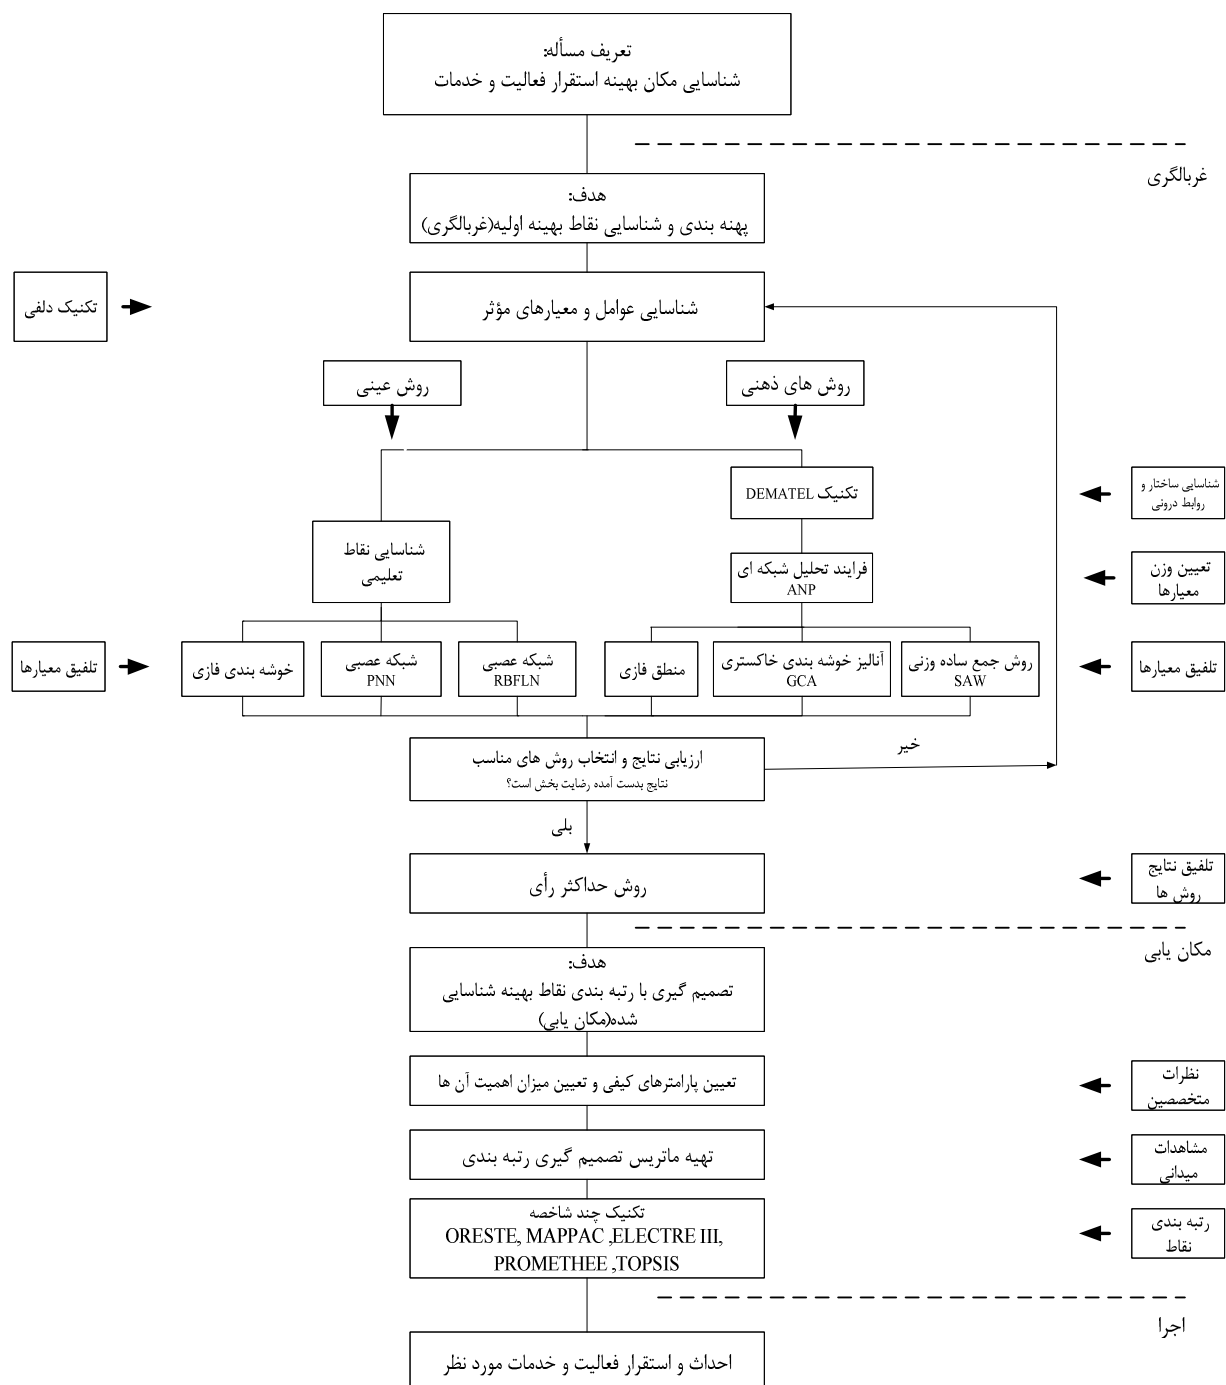 تعریف مسأله:
شناسایی مکان بهینه استقرار فعالیت و خدمات
غربالگری
هدف:
پهنه بندی و شناسایی نقاط بهینه اولیه(غربالگری)
شناسایی عوامل و معیارهای مؤثر
تکنیک دلفی
روش های ذهنی
روش عینی
شناسایی ساختار و
روابط درونی
تکنیک DEMATEL
شناسایی نقاط
تعلیمی
تعیین وزن
معیارها
فرایند تحلیل شبکه ای
ANP
تلفیق معیارها
روش جمع ساده وزنی
SAW
آنالیز خوشه بندی خاکستری
GCA
منطق فازی
شبکه عصبی
RBFLN
شبکه عصبی
PNN
خوشه بندی فازی
تلفیق معیارها
خیر
ارزیابی نتایج و انتخاب روش های مناسب
نتایج بدست آمده رضایت بخش است؟
بلی
تلفیق نتایج
روش ها
روش حداکثر رأی
مکان یابی
هدف:
تصمیم گیری با رتبه بندی نقاط بهینه شناسایی
شده(مکان یابی)
نظرات
متخصصین
تعیین پارامترهای کیفی و تعیین میزان اهمیت آن ها
مشاهدات
میدانی
تهیه ماتریس تصمیم گیری رتبه بندی
رتبه بندی
نقاط
تکنیک چند شاخصه
ORESTE, MAPPAC ,ELECTRE III,
PROMETHEE ,TOPSIS
اجرا
احداث و استقرار فعالیت و خدمات مورد نظر